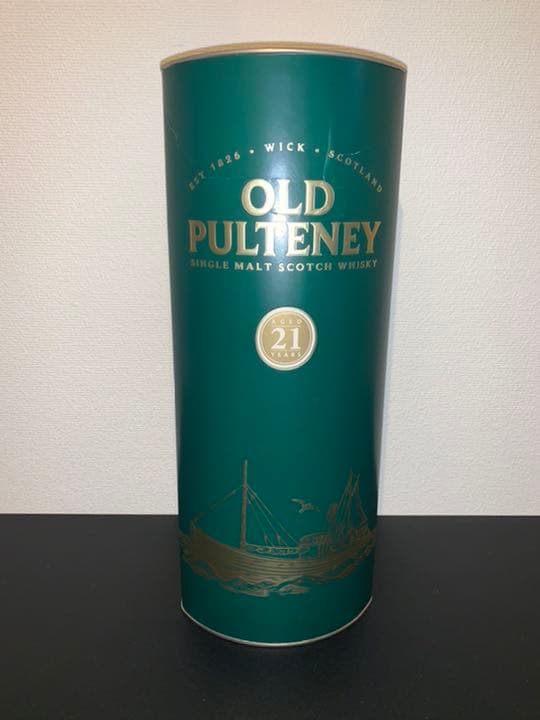 EST 1826 • WICK • SCOTLAND
OLD
PULTENEY
SINGLE MALT SCOTCH WHISKY
AGED
21
YEARS